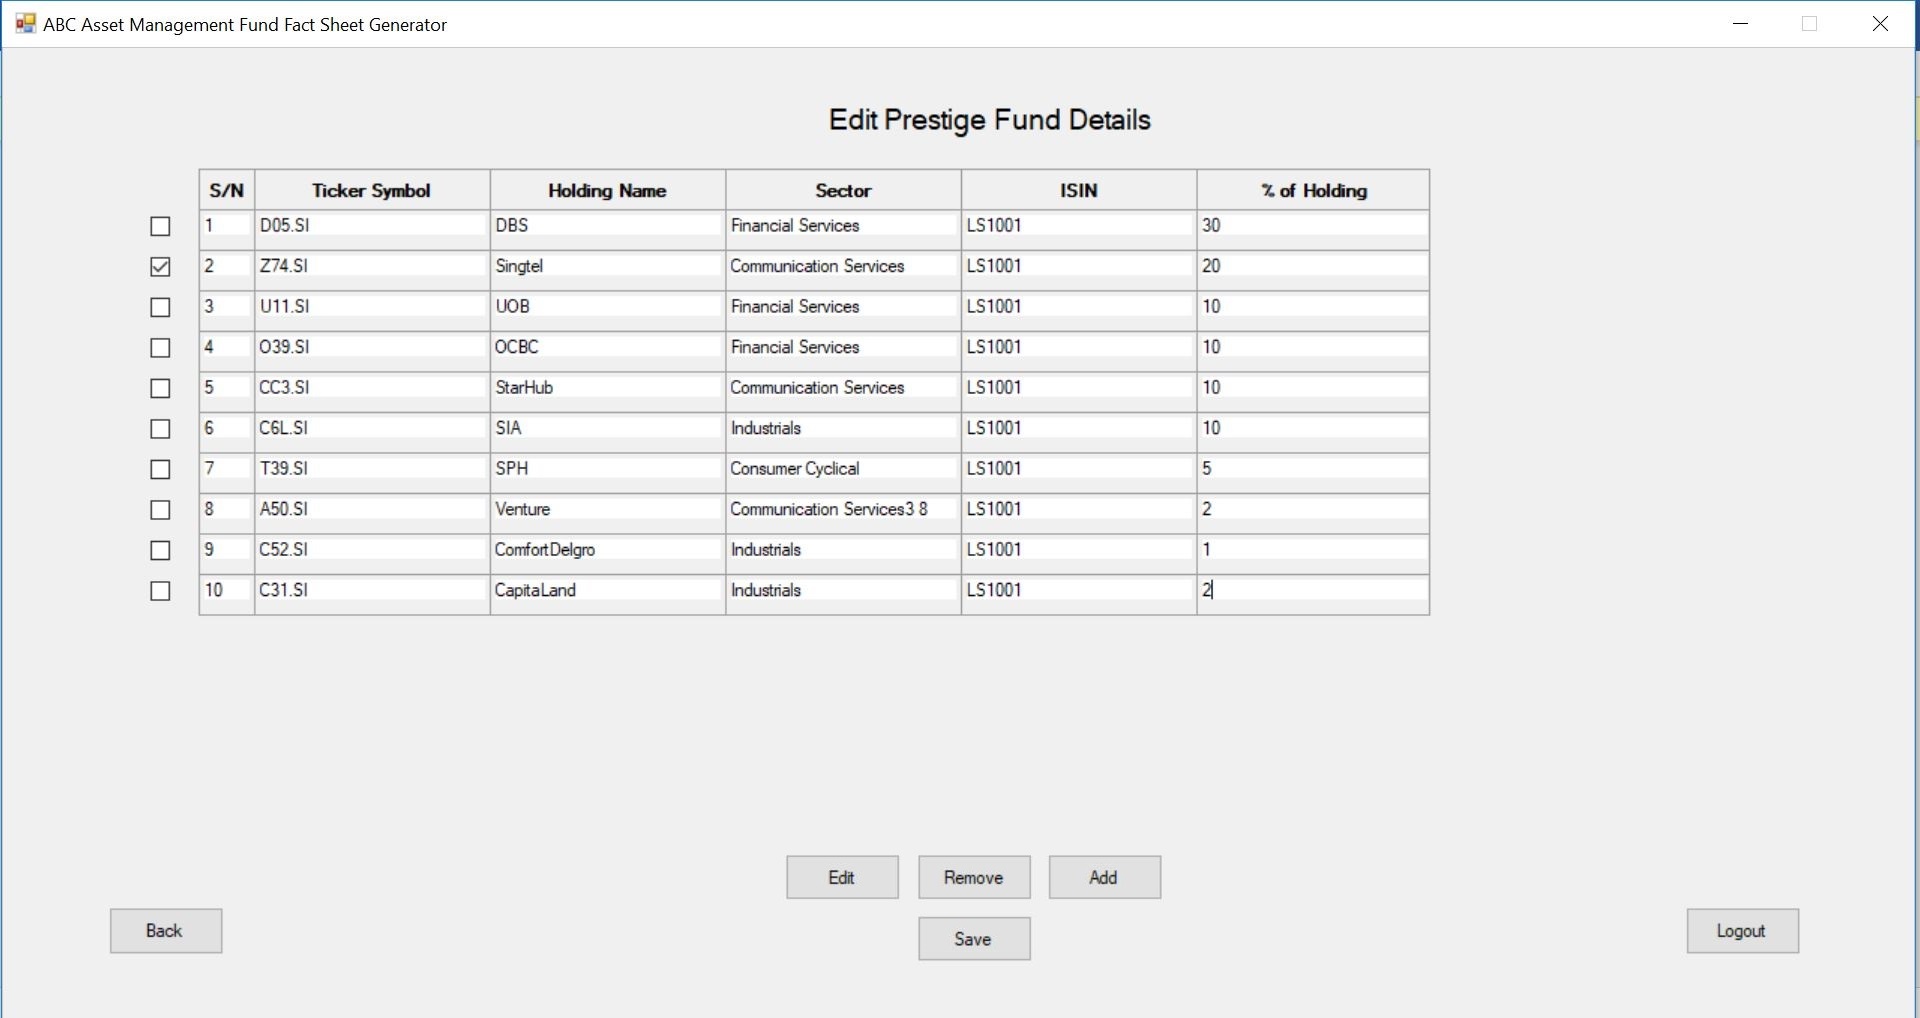 ABC Asset Management Fund Fact Sheet Generator
Edit Prestige Fund Details
S/N Ticker Symbol Holding Name Sector ISIN % of Holding
1 D05.SI DBS Financial Services LS1001 30
2 Z74.SI Singtel Communication Services LS1001 20
3 U11.SI UOB Financial Services LS1001 10
4 O39.SI OCBC Financial Services LS1001 10
5 CC3.SI StarHub Communication Services LS1001 10
6 C6L.SI SIA Industrials LS1001 10
7 T39.SI SPH Consumer Cyclical LS1001 5
8 A50.SI Venture Communication Services3 8 LS1001 2
9 C52.SI ComfortDelgro Industrials LS1001 1
10 C31.SI CapitaLand Industrials LS1001 2
Edit Remove Add
Back Save Logout